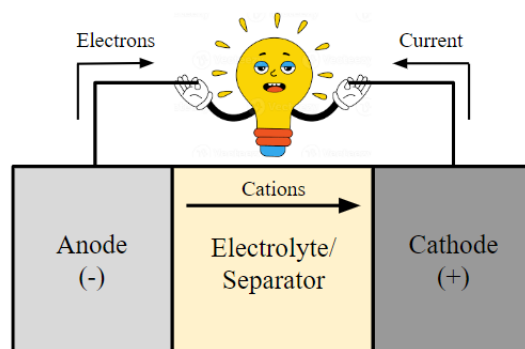 Electrons
Current
Cations
Anode
(-)
Electrolyte/
Separator
Cathode
(+)